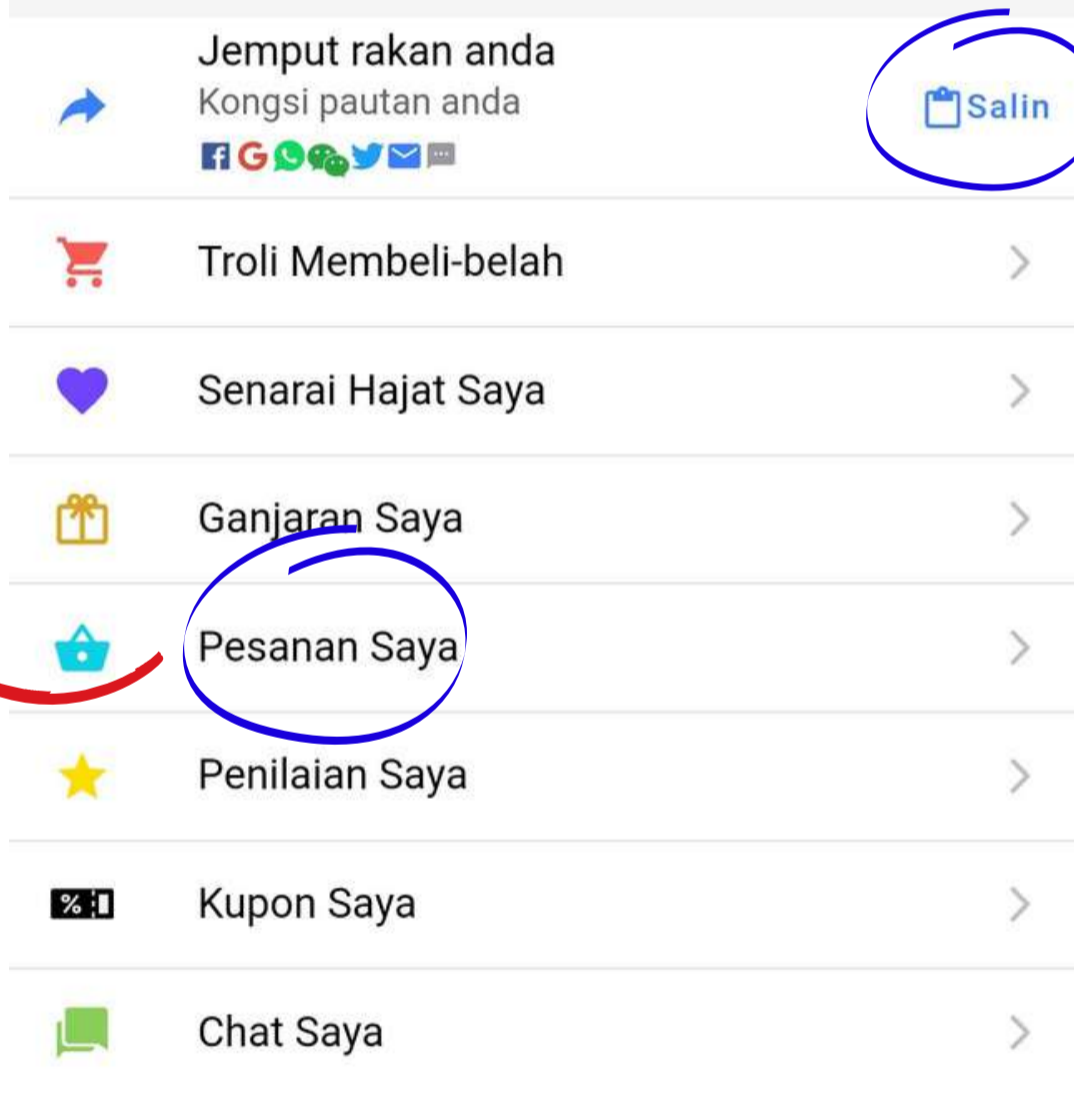 Jemput rakan anda
Kongsi pautan anda
Salin
Troli Membeli-belah
Senarai Hajat Saya
Ganjaran Saya
Pesanan Saya
Penilaian Saya
%
Kupon Saya
Chat Saya